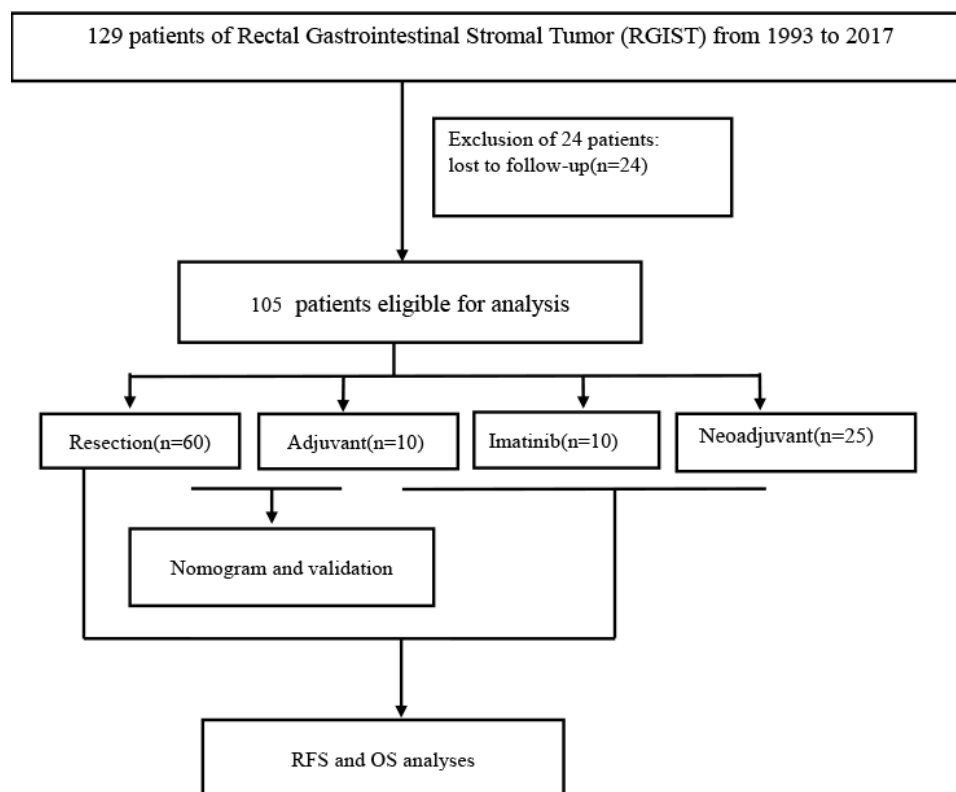 129 patients of Rectal Gastrointestinal Stromal Tumor (RGIST) from 1993 to 2017
Exclusion of 24 patients:
lost to follow-up(n=24)
105 patients eligible for analysis
Resection(n=60)
Adjuvant(n=10)
Imatinib(n=10)
Neoadjuvant(n=25)
Nomogram and validation
RFS and OS analyses